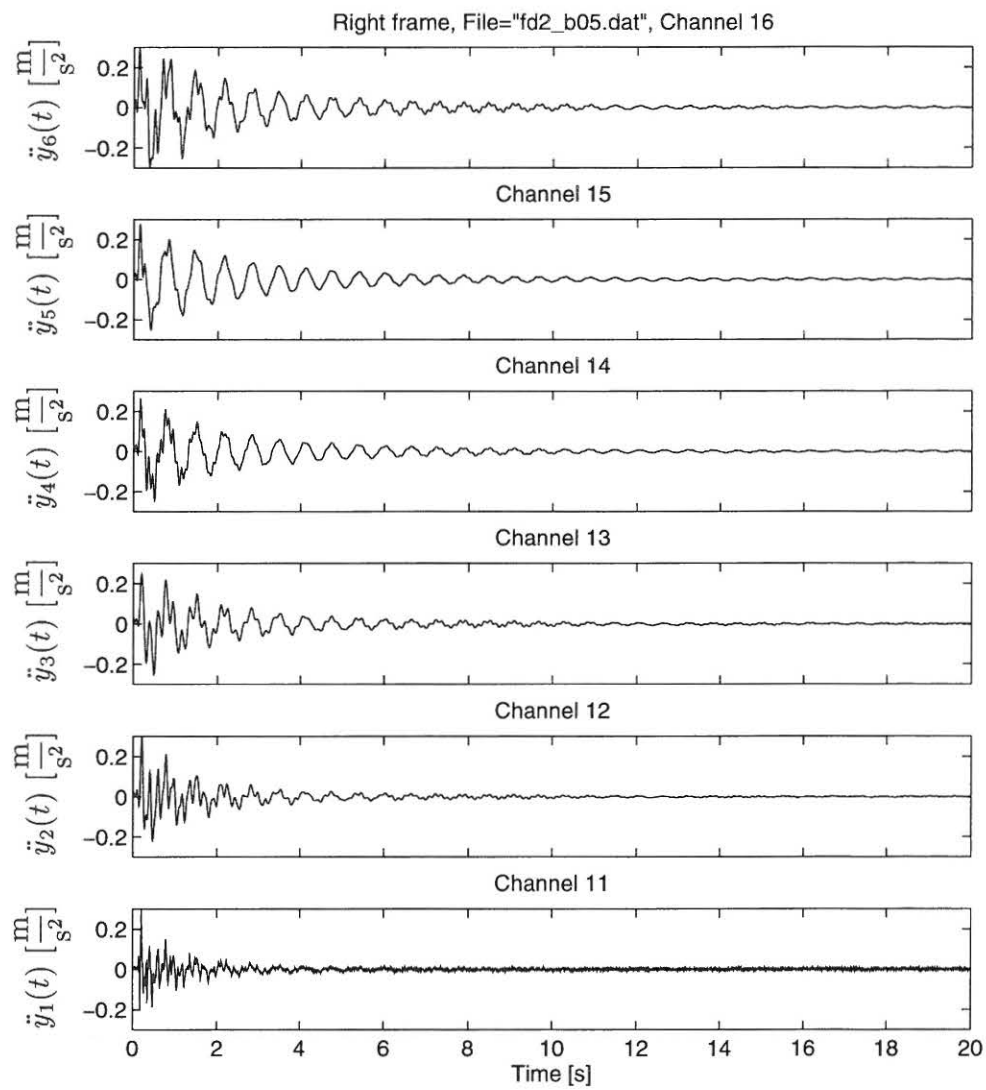 Right frame, File="fd2_b05.dat", Channel 16
ÿ6(t) [m/s2]
0.2
0
−0.2
Channel 15
ÿ5(t) [m/s2]
0.2
0
−0.2
Channel 14
ÿ4(t) [m/s2]
0.2
0
−0.2
Channel 13
ÿ3(t) [m/s2]
0.2
0
−0.2
Channel 12
ÿ2(t) [m/s2]
0.2
0
−0.2
Channel 11
ÿ1(t) [m/s2]
0.2
0
−0.2
0 2 4 6 8 10 12 14 16 18 20
Time [s]